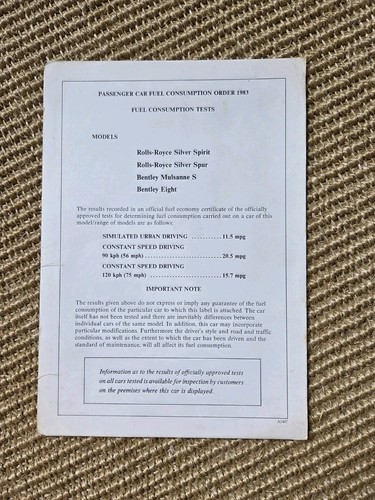 PASSENGER CAR FUEL CONSUMPTION ORDER 1983
FUEL CONSUMPTION TESTS
MODELS
Rolls-Royce Silver Spirit
Rolls-Royce Silver Spur
Bentley Mulsanne S
Bentley Eight
The results recorded in an official fuel economy certificate of the officially
approved tests for determining fuel consumption carried out on a car of this
model/range of models are as follows:
SIMULATED URBAN DRIVING ........... 11.5 mpg
CONSTANT SPEED DRIVING
90 kph (56 mph) ............................ 20.5 mpg
CONSTANT SPEED DRIVING
120 kph (75 mph) ........................... 15.7 mpg
IMPORTANT NOTE
The results given above do not express or imply any guarantee of the fuel
consumption of the particular car to which this label is attached. The car
itself has not been tested and there are inevitably differences between
individual cars of the same model. In addition, this car may incorporate
particular modifications. Furthermore the driver's style and road and traffic
conditions, as well as the extent to which the car has been driven and the
standard of maintenance, will all affect its fuel consumption.
Information as to the results of officially approved tests
on all cars tested is available for inspection by customers
on the premises where this car is displayed.